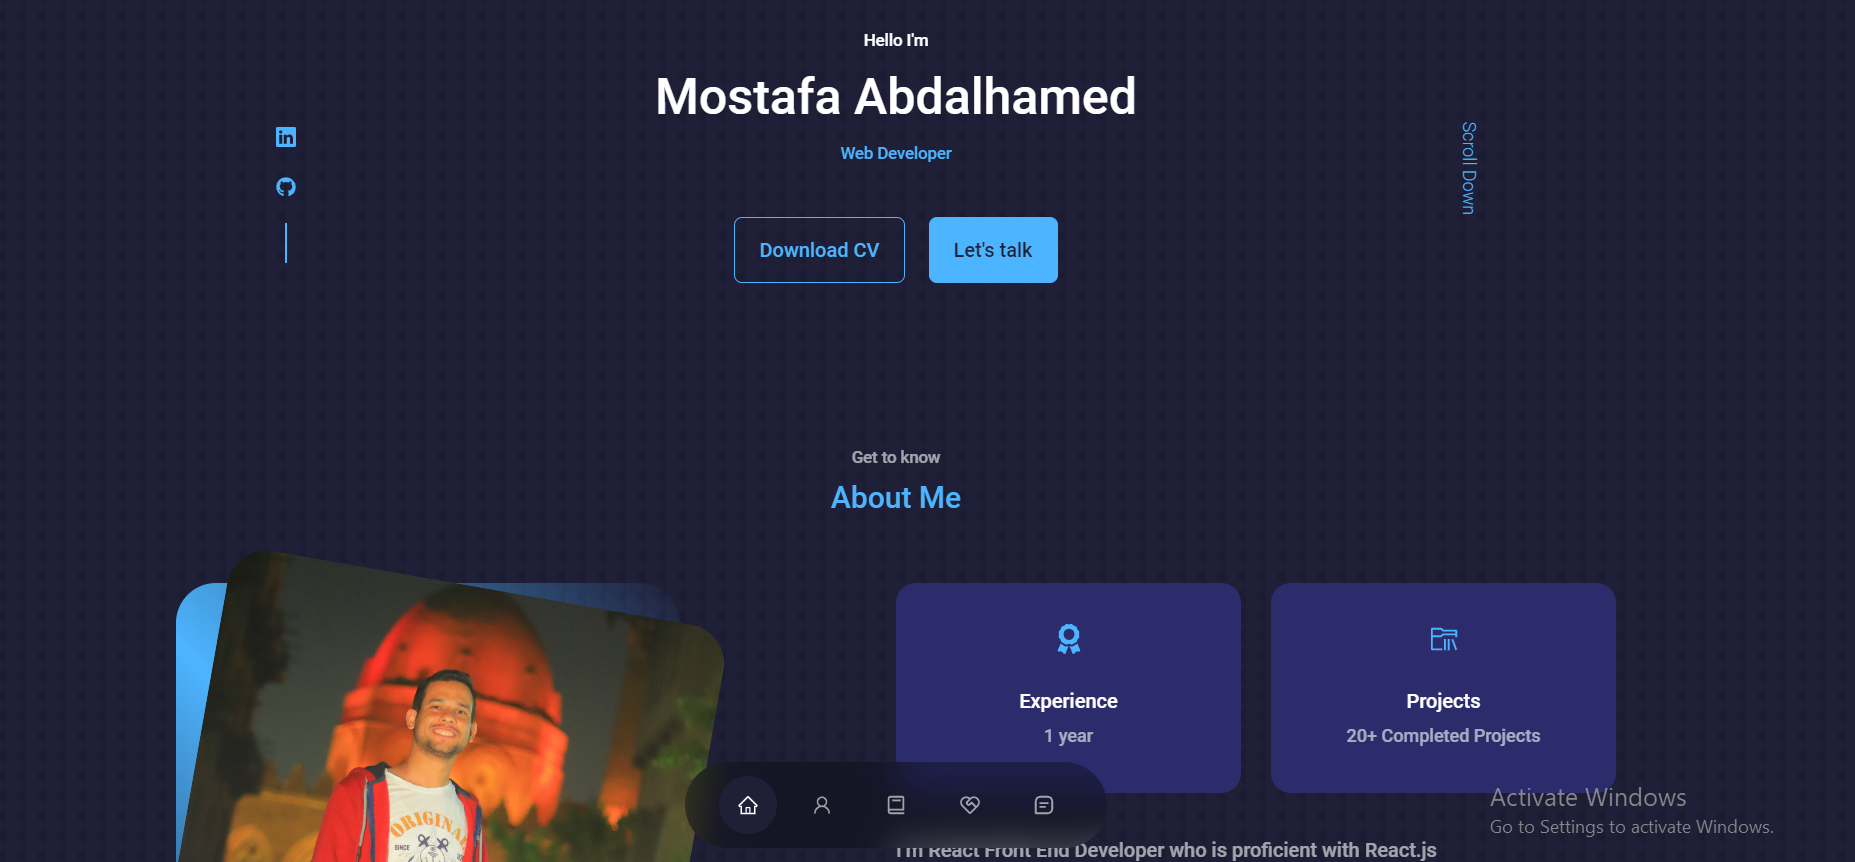 Hello I'm
Mostafa Abdalhamed
Web Developer
Scroll Down
Download CV
Let's talk
Get to know
About Me
Experience
1 year
Projects
20+ Completed Projects
ORIGINA
SINCE
Activate Windows
Go to Settings to activate Windows.
I'm React Front End Developer who is proficient with React.js